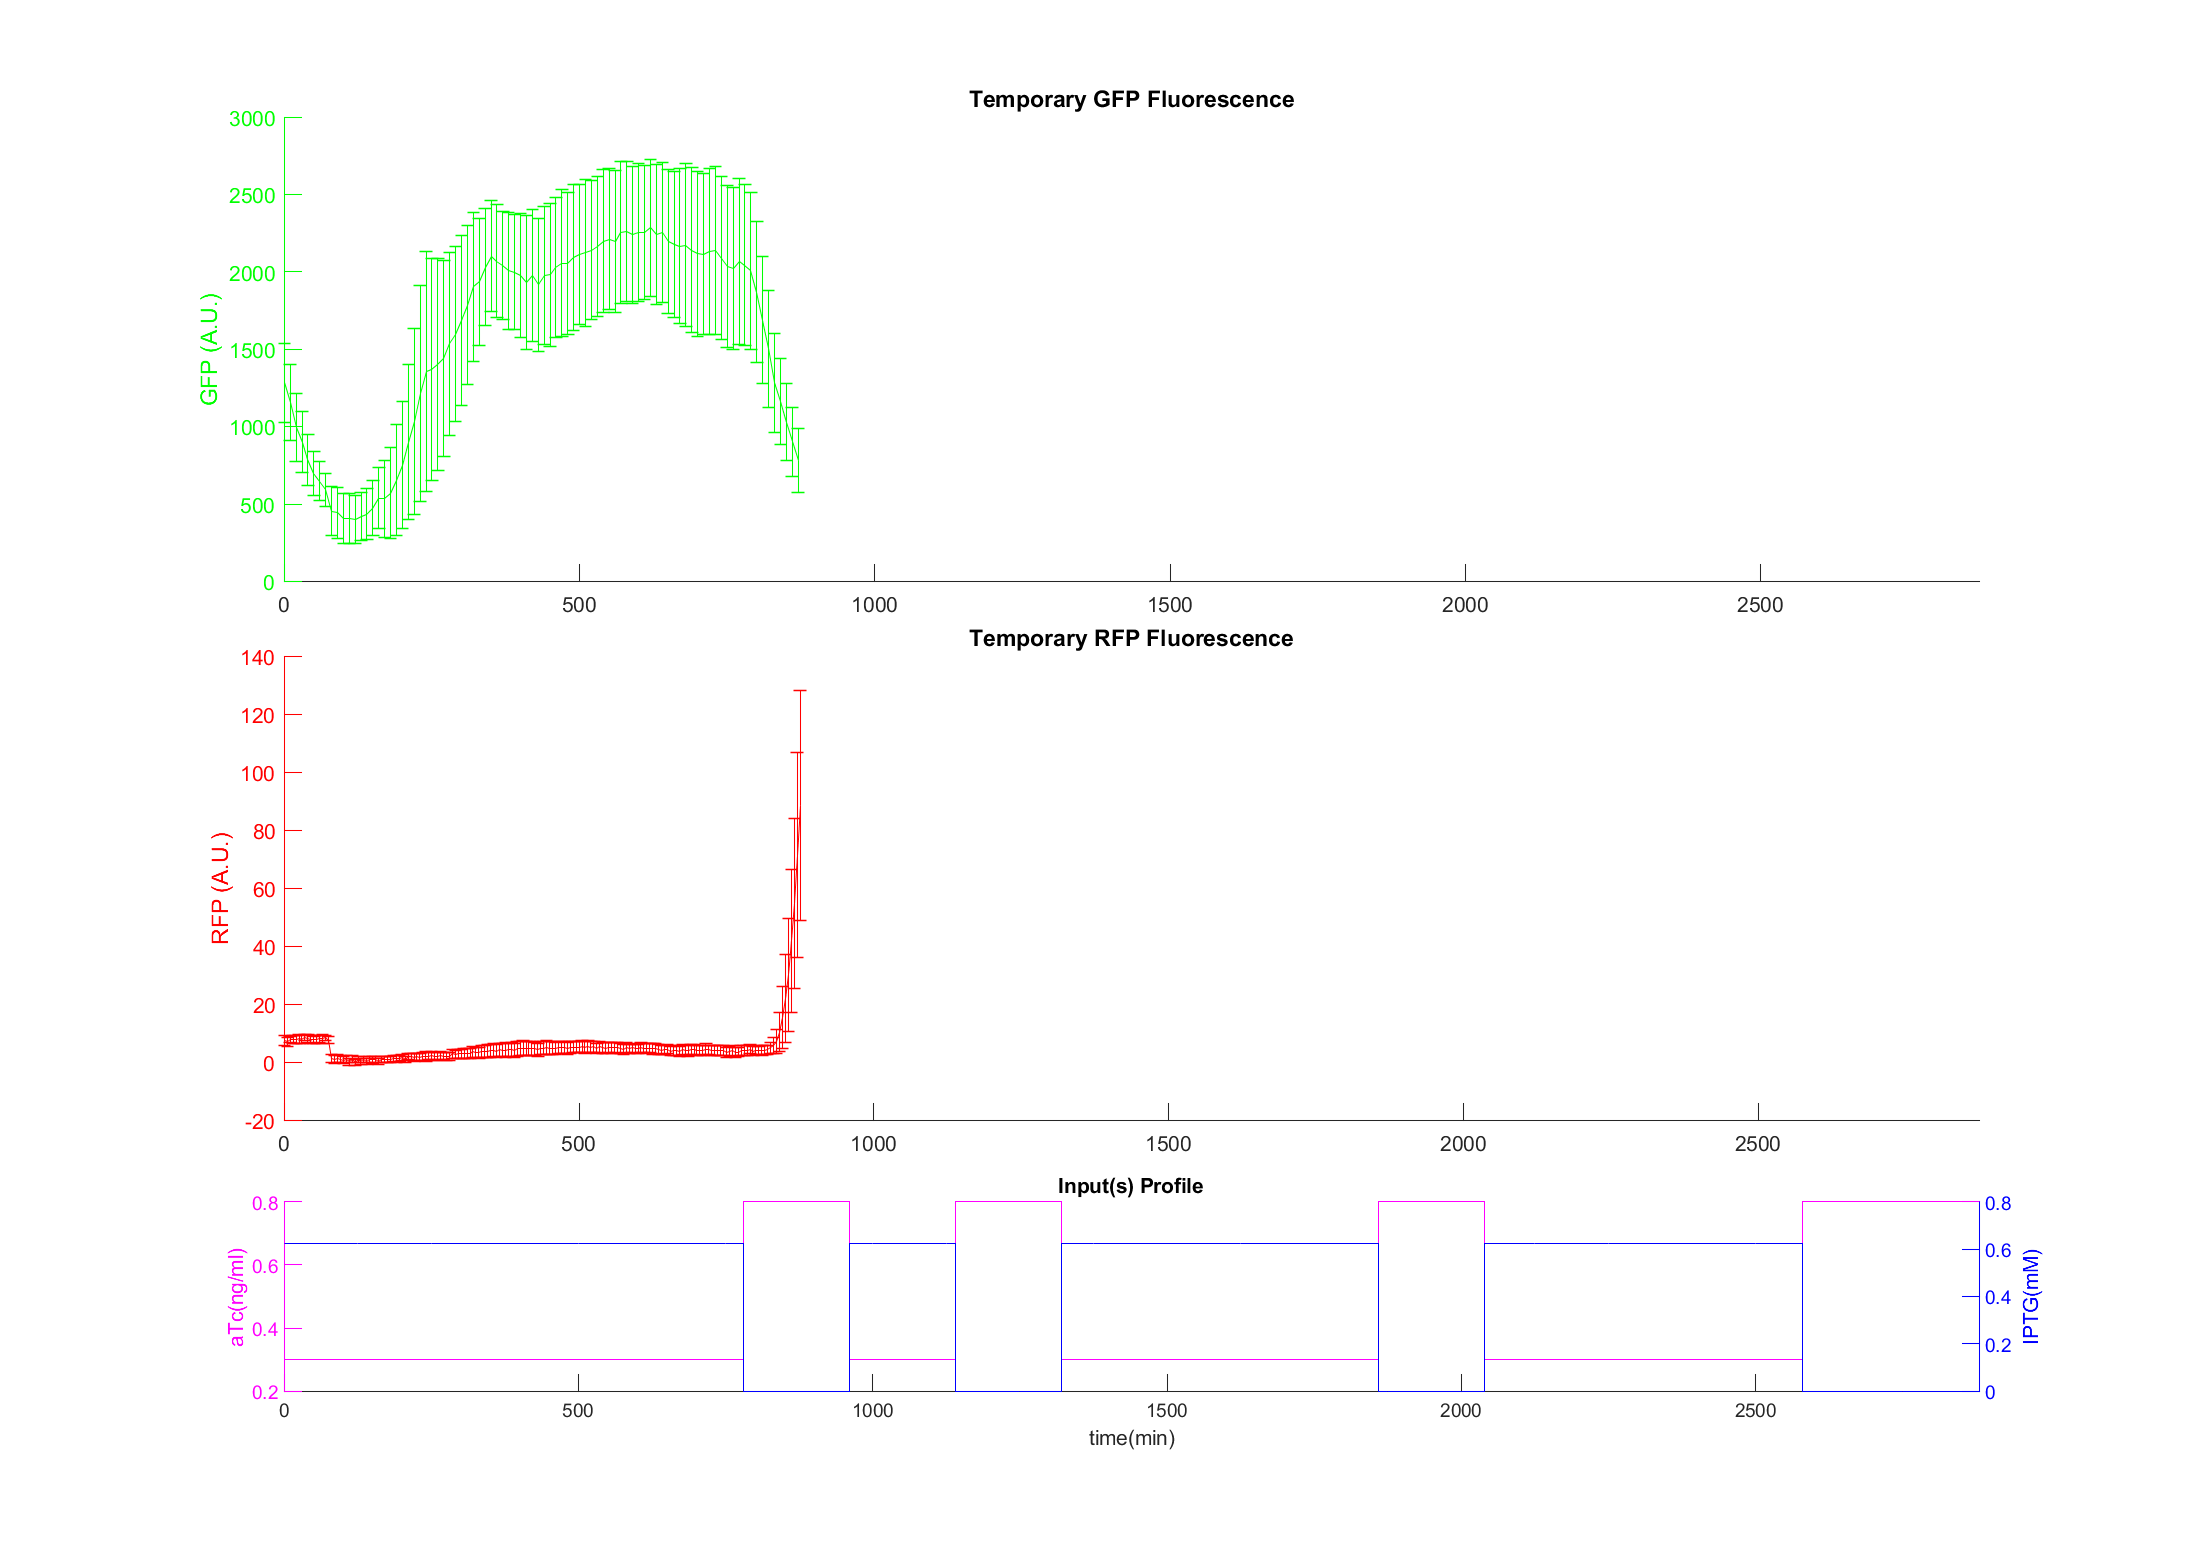 Temporary GFP Fluorescence
3000
2500
2000
1500
1000
500
0
GFP (A.U.)
0 500 1000 1500 2000 2500
Temporary RFP Fluorescence
140
120
100
80
60
40
20
0
-20
RFP (A.U.)
0 500 1000 1500 2000 2500
Input(s) Profile
0.8
0.6
0.4
0.2
aTc(ng/ml)
0.8
0.6
0.4
0.2
0
IPTG(mM)
0 500 1000 1500 2000 2500
time(min)